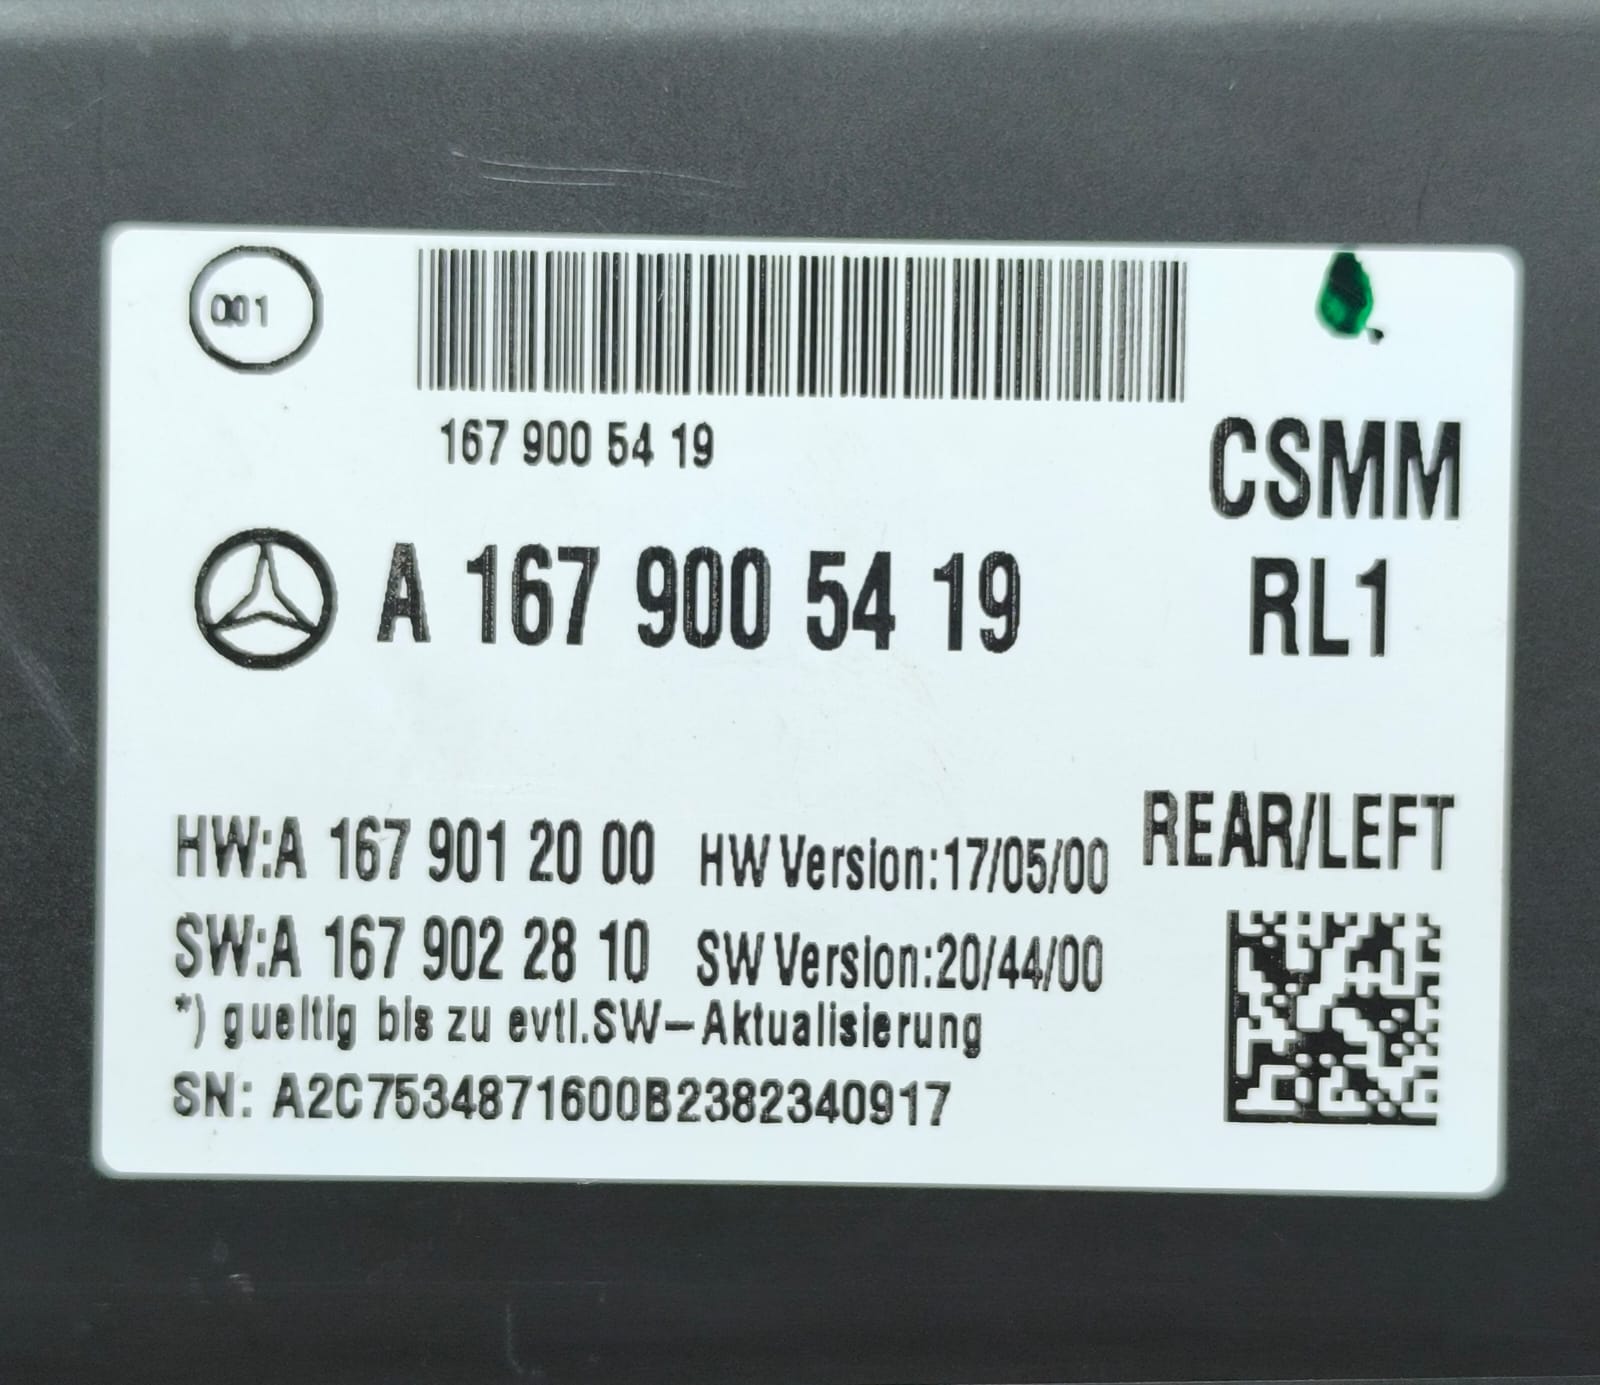 001
167 900 54 19
CSMM
A 167 900 54 19
RL1
REAR/LEFT
HW:A 167 901 20 00 HW Version:17/05/00
SW:A 167 902 28 10 SW Version:20/44/00
*) gueltig bis zu evtl.SW-Aktualisierung
SN: A2C7534871600B2382340917